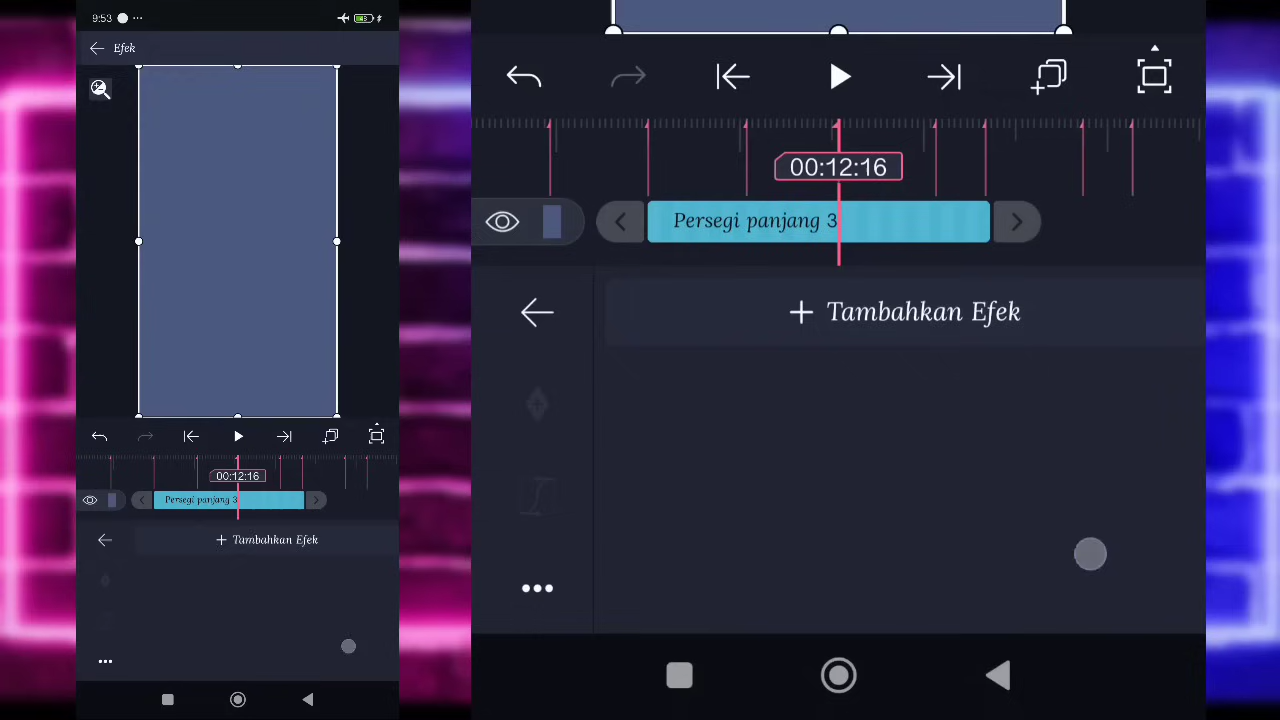 9:53
Efek
00:12:16
Persegi panjang 3
Tambahkan Efek
00:12:16
Persegi panjang 3
Tambahkan Efek